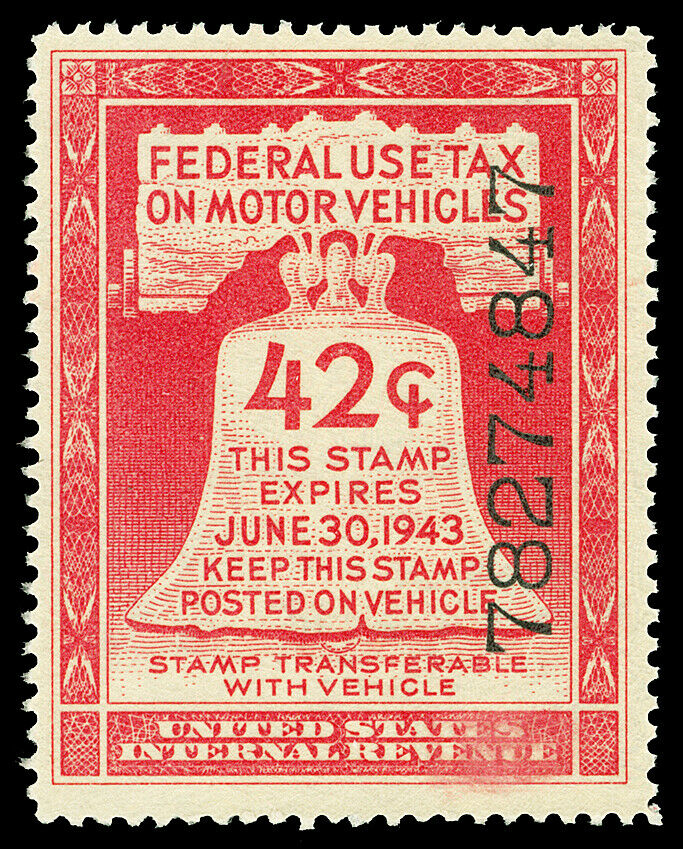 FEDERAL USE TAX
ON MOTOR VEHICLES
42¢
THIS STAMP
EXPIRES
JUNE 30, 1943
KEEP THIS STAMP
POSTED ON VEHICLE
STAMP TRANSFERABLE
WITH VEHICLE
UNITED STATES
INTERNAL REVENUE
78274847